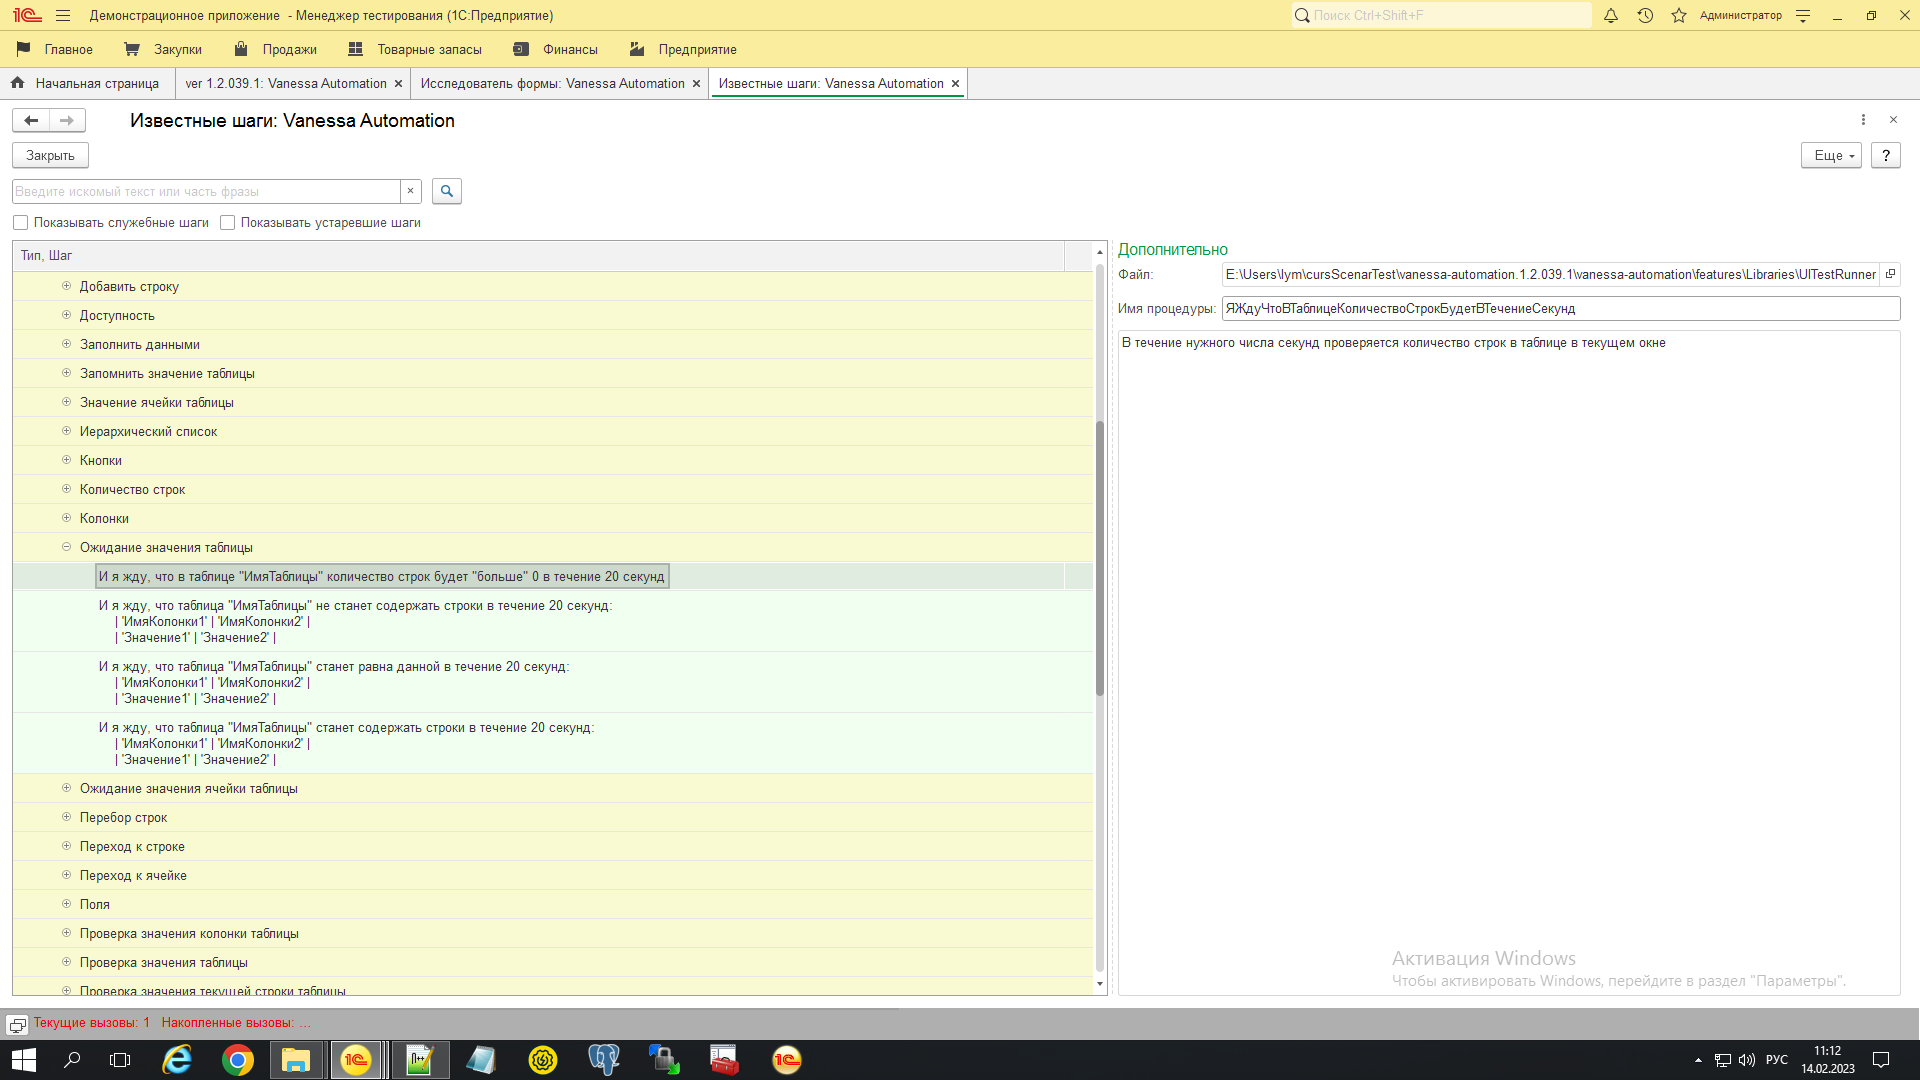 Демонстрационное приложение - Менеджер тестирования (1С:Предприятие)
Поиск Ctrl+Shift+F
Администратор
Главное
Закупки
Продажи
Товарные запасы
Финансы
Предприятие
Начальная страница
ver 1.2.039.1: Vanessa Automation
Исследователь формы: Vanessa Automation
Известные шаги: Vanessa Automation
Известные шаги: Vanessa Automation
Закрыть
Еще
?
Введите искомый текст или часть фразы
Показывать служебные шаги
Показывать устаревшие шаги
Тип, Шаг
Добавить строку
Доступность
Заполнить данными
Запомнить значение таблицы
Значение ячейки таблицы
Иерархический список
Кнопки
Количество строк
Колонки
Ожидание значения таблицы
И я жду, что в таблице "ИмяТаблицы" количество строк будет "больше" 0 в течение 20 секунд
И я жду, что таблица "ИмяТаблицы" не станет содержать строки в течение 20 секунд:
| 'ИмяКолонки1' | 'ИмяКолонки2' |
| 'Значение1' | 'Значение2' |
И я жду, что таблица "ИмяТаблицы" станет равна данной в течение 20 секунд:
| 'ИмяКолонки1' | 'ИмяКолонки2' |
| 'Значение1' | 'Значение2' |
И я жду, что таблица "ИмяТаблицы" станет содержать строки в течение 20 секунд:
| 'ИмяКолонки1' | 'ИмяКолонки2' |
| 'Значение1' | 'Значение2' |
Ожидание значения ячейки таблицы
Перебор строк
Переход к строке
Переход к ячейке
Поля
Проверка значения колонки таблицы
Проверка значения таблицы
Проверка значения текущей строки таблицы
Дополнительно
Файл:
E:\Users\lym\cursScenarTest\vanessa-automation.1.2.039.1\vanessa-automation\features\Libraries\UITestRunner
Имя процедуры:
ЯЖдуЧтоВТаблицеКоличествоСтрокБудетВТечениеСекунд
В течение нужного числа секунд проверяется количество строк в таблице в текущем окне
Активация Windows
Чтобы активировать Windows, перейдите в раздел "Параметры".
Текущие вызовы: 1 Накопленные вызовы: ...
РУС
11:12
14.02.2023